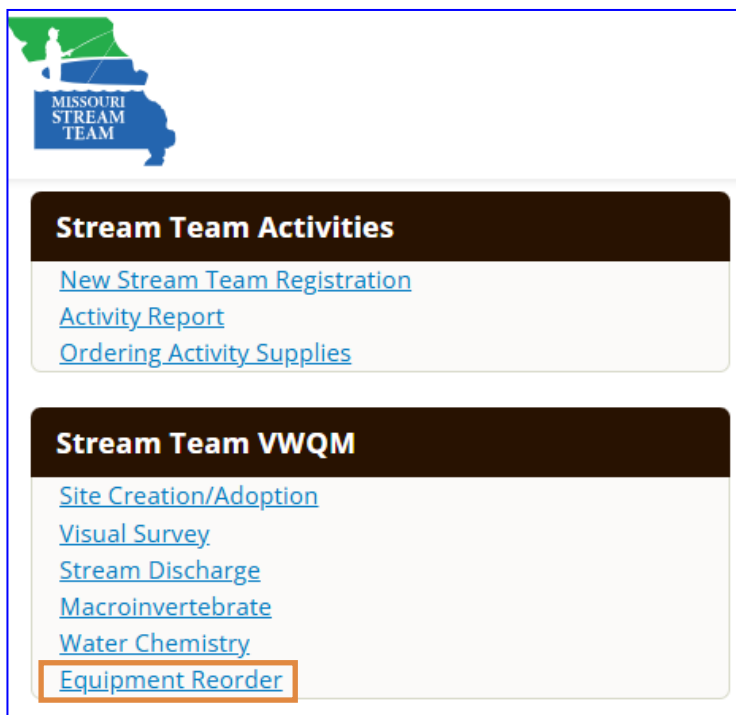 MISSOURI
STREAM
TEAM
Stream Team Activities
New Stream Team Registration
Activity Report
Ordering Activity Supplies
Stream Team VWQM
Site Creation/Adoption
Visual Survey
Stream Discharge
Macroinvertebrate
Water Chemistry
Equipment Reorder